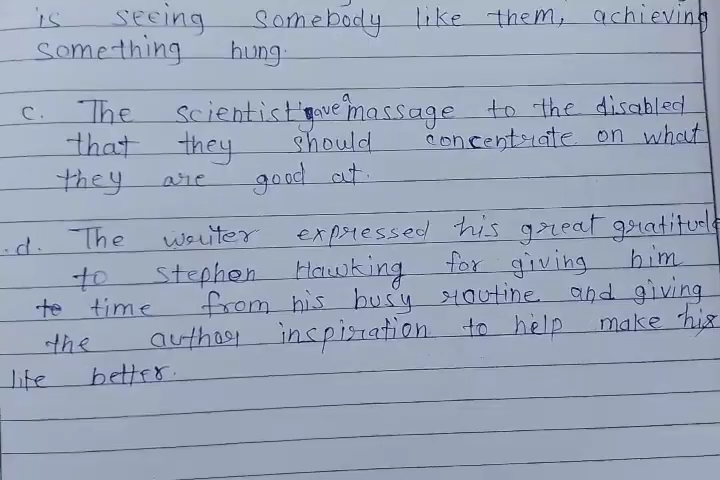 is seeing somebody like them, achieving
something hung.
c. The scientist gave a massage to the disabled
that they should concentrate on what
they are good at.
.d. The writer expressed his great gratitude
to stephen Hawking for giving him
to time from his busy routine and giving
the author inspiration to help make his
life better.